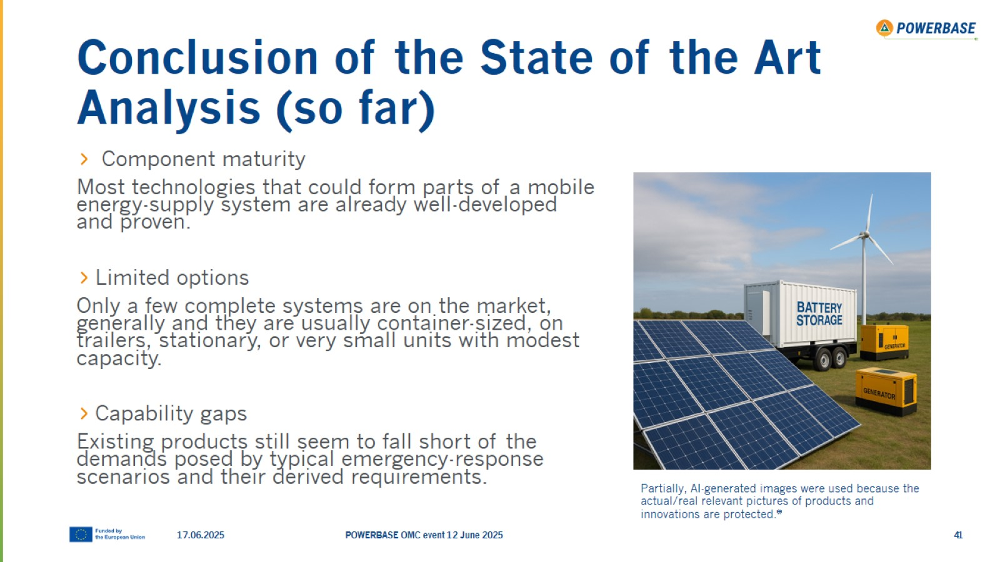 POWERBASE
Conclusion of the State of the Art
Analysis (so far)
Component maturity
Most technologies that could form parts of a mobile
energy-supply system are already well-developed
and proven.
Limited options
Only a few complete systems are on the market,
generally and they are usually container-sized, on
trailers, stationary, or very small units with modest
capacity.
Capability gaps
Existing products still seem to fall short of the
demands posed by typical emergency-response
scenarios and their derived requirements.
BATTERY
STORAGE
GENERATOR
GENERATOR
Partially, AI-generated images were used because the
actual/real relevant pictures of products and
innovations are protected.
Funded by
the European Union
17.06.2025
POWERBASE OMC event 12 June 2025
41